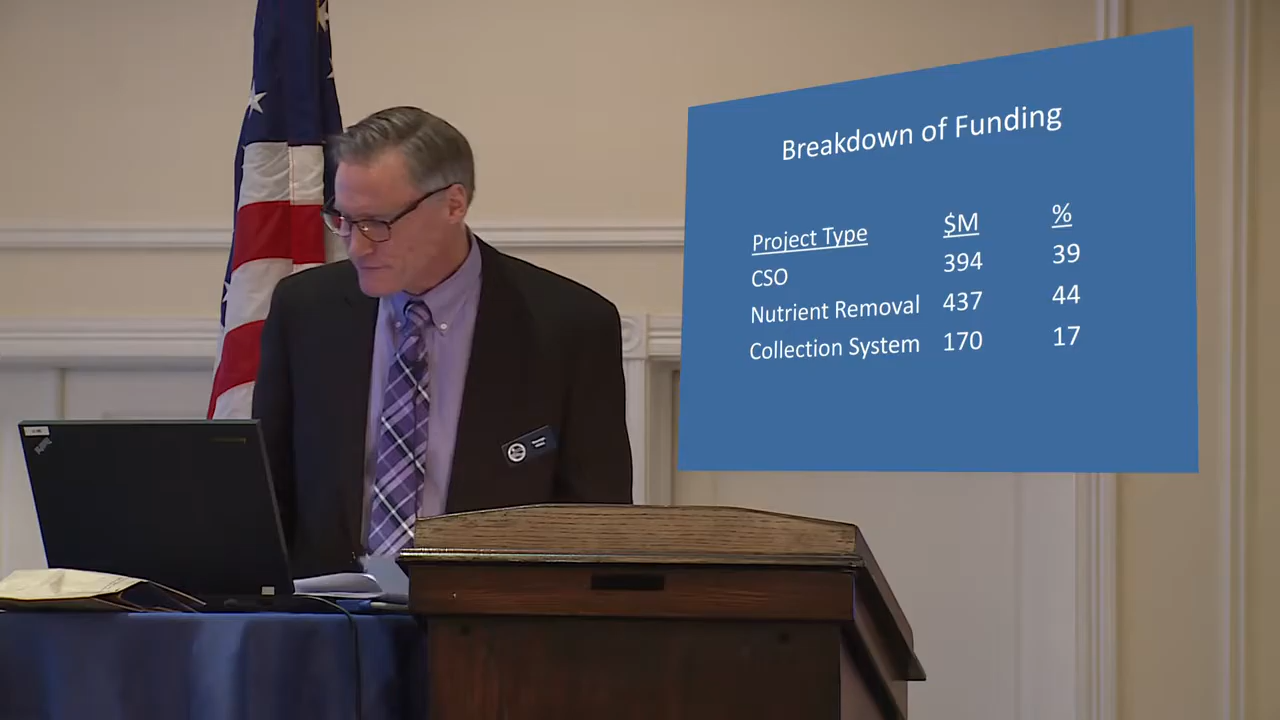 Breakdown of Funding
Project Type $M %
CSO 394 39
Nutrient Removal 437 44
Collection System 170 17